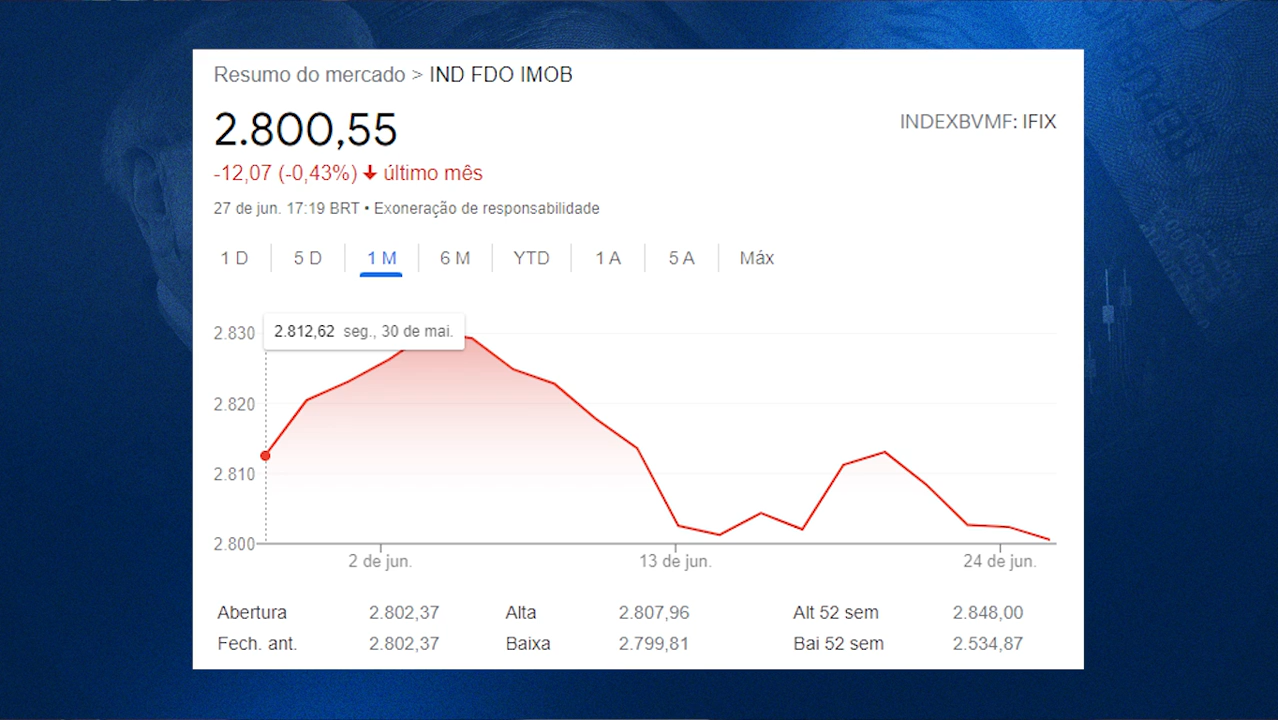 Resumo do mercado > IND FDO IMOB
2.800,55
INDEXBVMF: IFIX
-12,07 (-0,43%) ↓ último mês
27 de jun. 17:19 BRT • Exoneração de responsabilidade
1 D 5 D 1 M 6 M YTD 1 A 5 A Máx
2.830
2.812,62 seg., 30 de mai.
2.820
2.810
2.800
2 de jun. 13 de jun. 24 de jun.
Abertura 2.802,37 Alta 2.807,96 Alt 52 sem 2.848,00
Fech. ant. 2.802,37 Baixa 2.799,81 Bai 52 sem 2.534,87